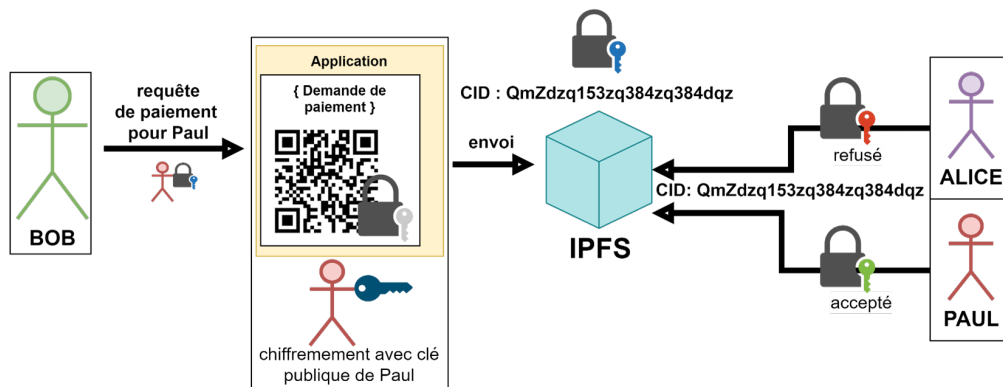 BOB
requête
de paiement
pour Paul
Application
{ Demande de
paiement }
chiffremement avec clé
publique de Paul
envoi
CID : QmZdzq153zq384zq384dqz
IPFS
refusé
CID: QmZdzq153zq384zq384dqz
accepté
ALICE
PAUL